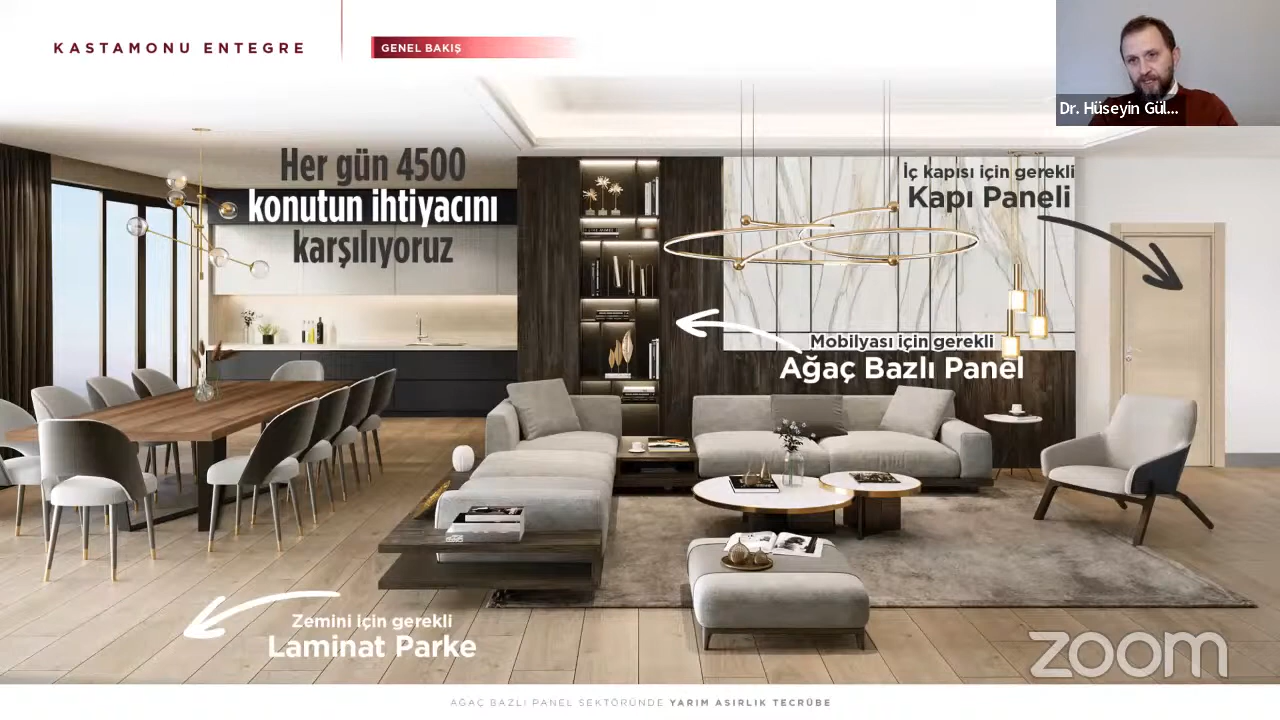 KASTAMONU ENTEGRE
GENEL BAKIŞ
Dr. Hüseyin Gül...
Her gün 4500
konutun ihtiyacını
karşılıyoruz
İç kapısı için gerekli
Kapı Paneli
Mobilyası için gerekli
Ağaç Bazlı Panel
Zemini için gerekli
Laminat Parke
zoom
AĞAÇ BAZLI PANEL SEKTÖRÜNDE YARIM ASIRLIK TECRÜBE